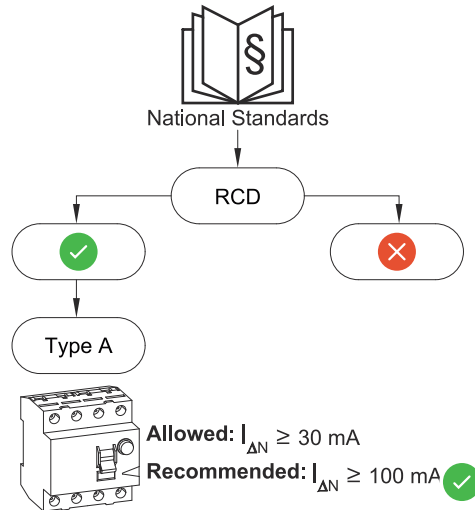 §
National Standards
RCD
Type A
Allowed: IΔN ≥ 30 mA
Recommended: IΔN ≥ 100 mA